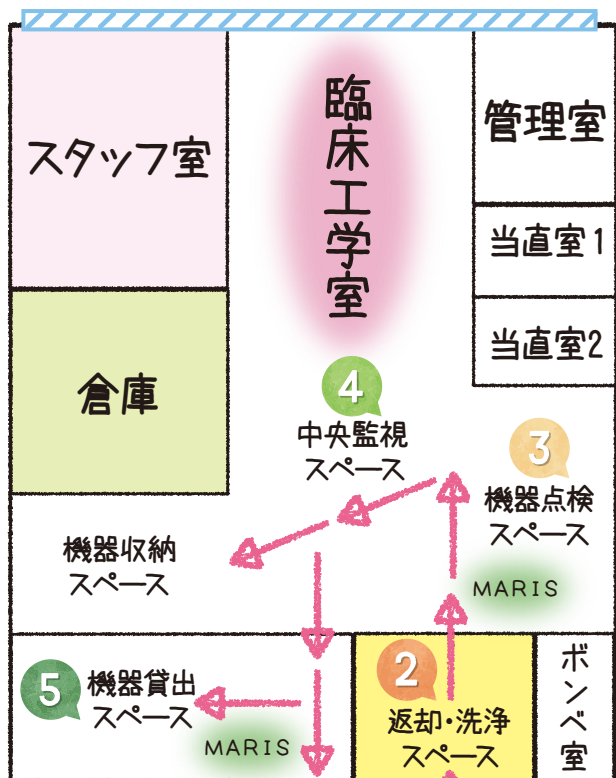 スタッフ室
臨床工学室
管理室
当直室1
当直室2
倉庫
4
中央監視
スペース
3
機器点検
スペース
MARIS
機器収納
スペース
5
機器貸出
スペース
MARIS
2
返却・洗浄
スペース
ボンベ室